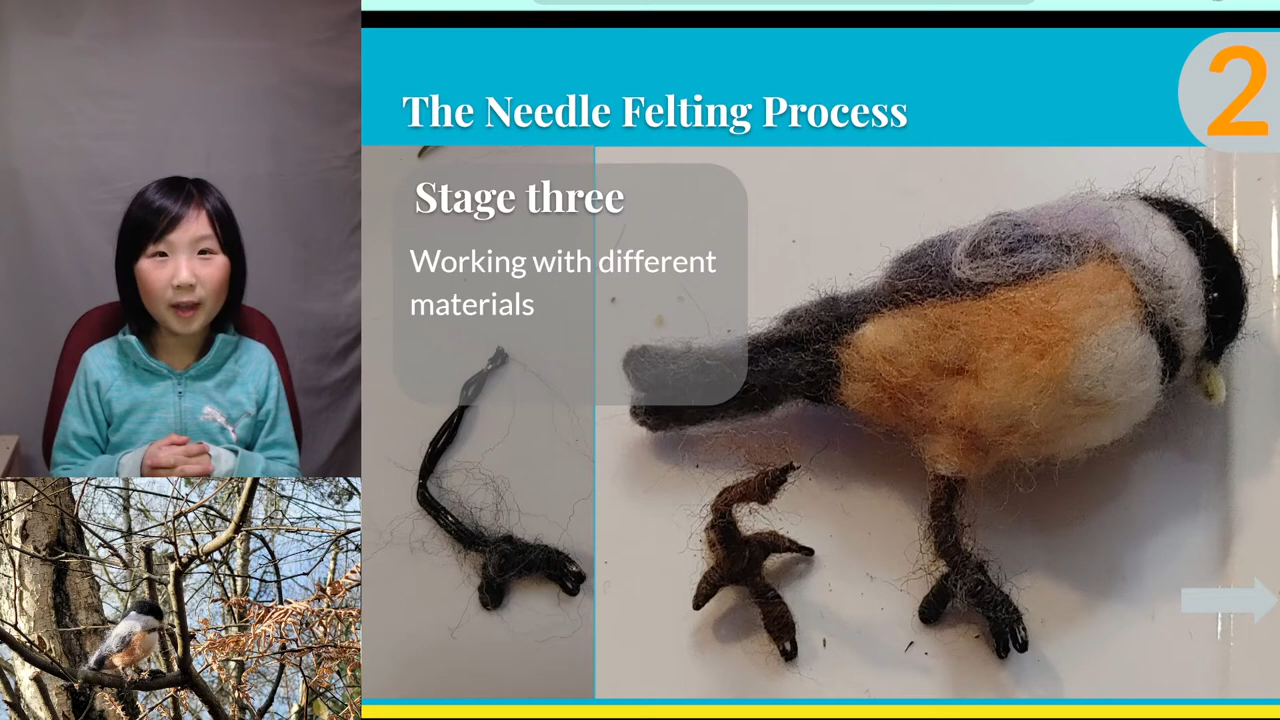 The Needle Felting Process
2
Stage three
Working with different
materials